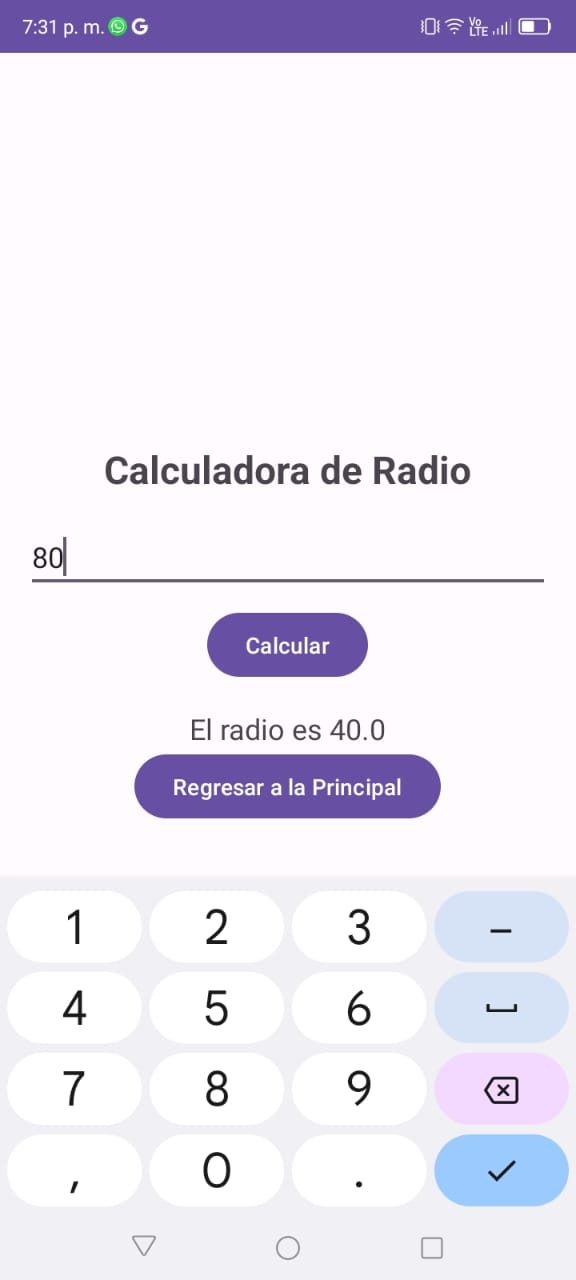 7:31 p. m. G Vo LTE
Calculadora de Radio
80
Calcular
El radio es 40.0
Regresar a la Principal
1 2 3 –
4 5 6
7 8 9
, 0 .